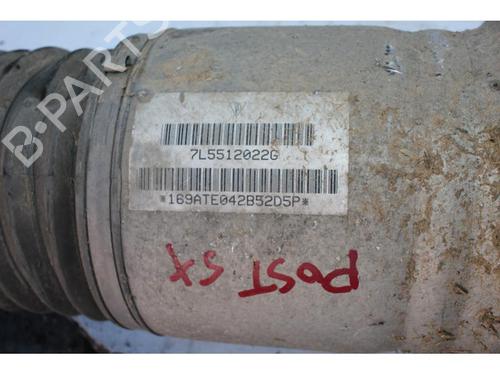 B-PARTS
7L5512022G
*169ATE042B52D5P*
POST SX